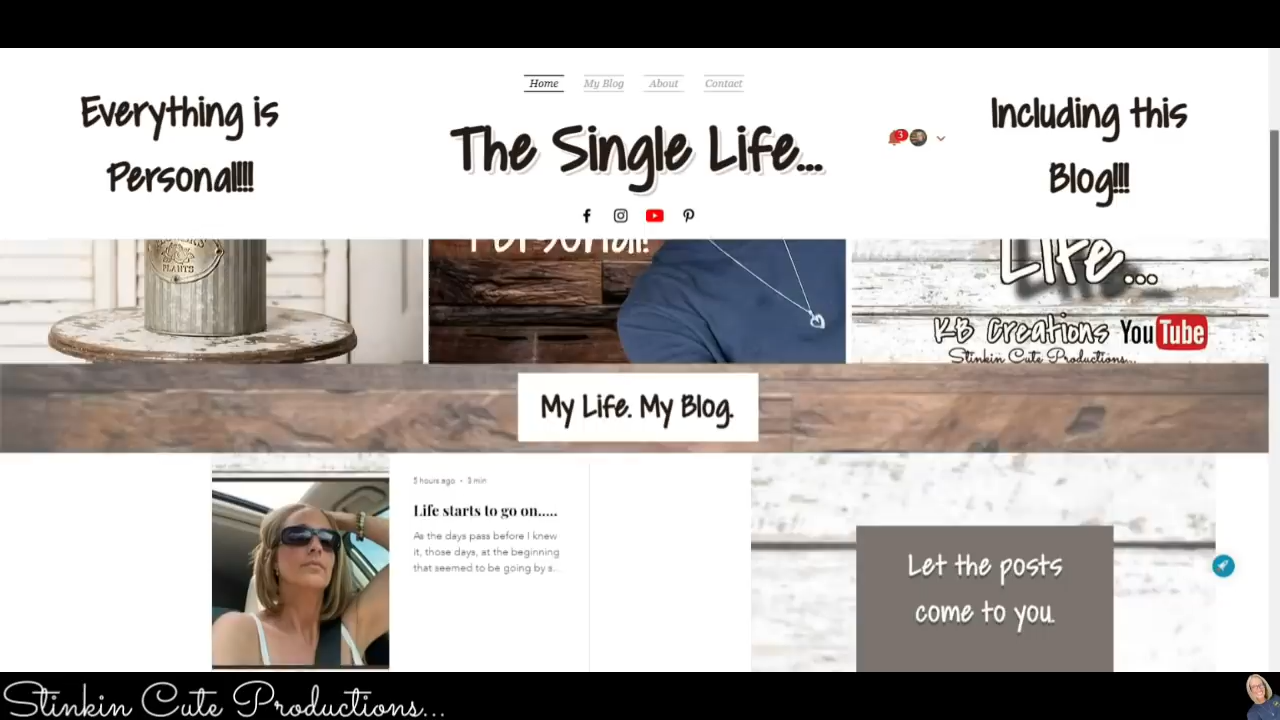 Home My Blog About Contact
Everything is
Personal!!!!
The Single Life...
3
Including this
Blog!!!
PLANTS
Personal!
Life...
KB Creations YouTube
Stinkin Cute Productions...
My Life. My Blog.
5 hours ago • 3 min
Life starts to go on.....
As the days pass before I knew
it, those days, at the beginning
that seemed to be going by s...
Let the posts
come to you.
Stinkin Cute Productions...